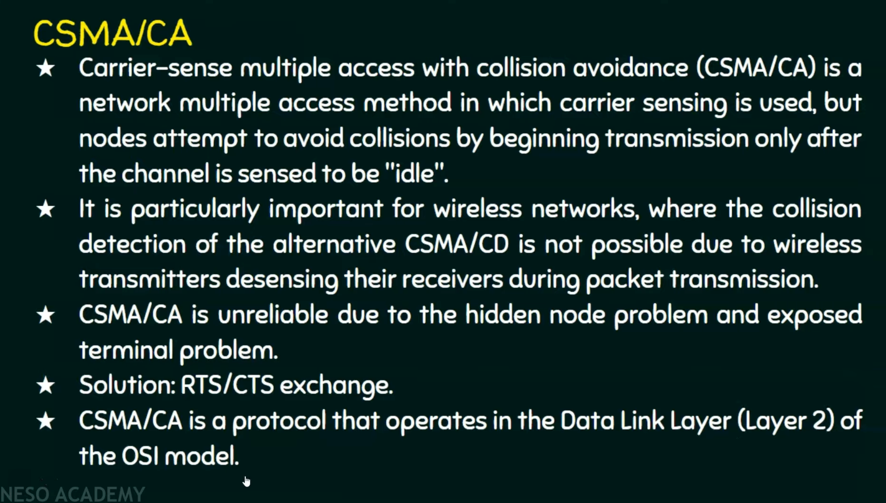 CSMA/CA
★ Carrier-sense multiple access with collision avoidance (CSMA/CA) is a
network multiple access method in which carrier sensing is used, but
nodes attempt to avoid collisions by beginning transmission only after
the channel is sensed to be "idle".
★ It is particularly important for wireless networks, where the collision
detection of the alternative CSMA/CD is not possible due to wireless
transmitters desensing their receivers during packet transmission.
★ CSMA/CA is unreliable due to the hidden node problem and exposed
terminal problem.
★ Solution: RTS/CTS exchange.
★ CSMA/CA is a protocol that operates in the Data Link Layer (Layer 2) of
the OSI model.
NESO ACADEMY